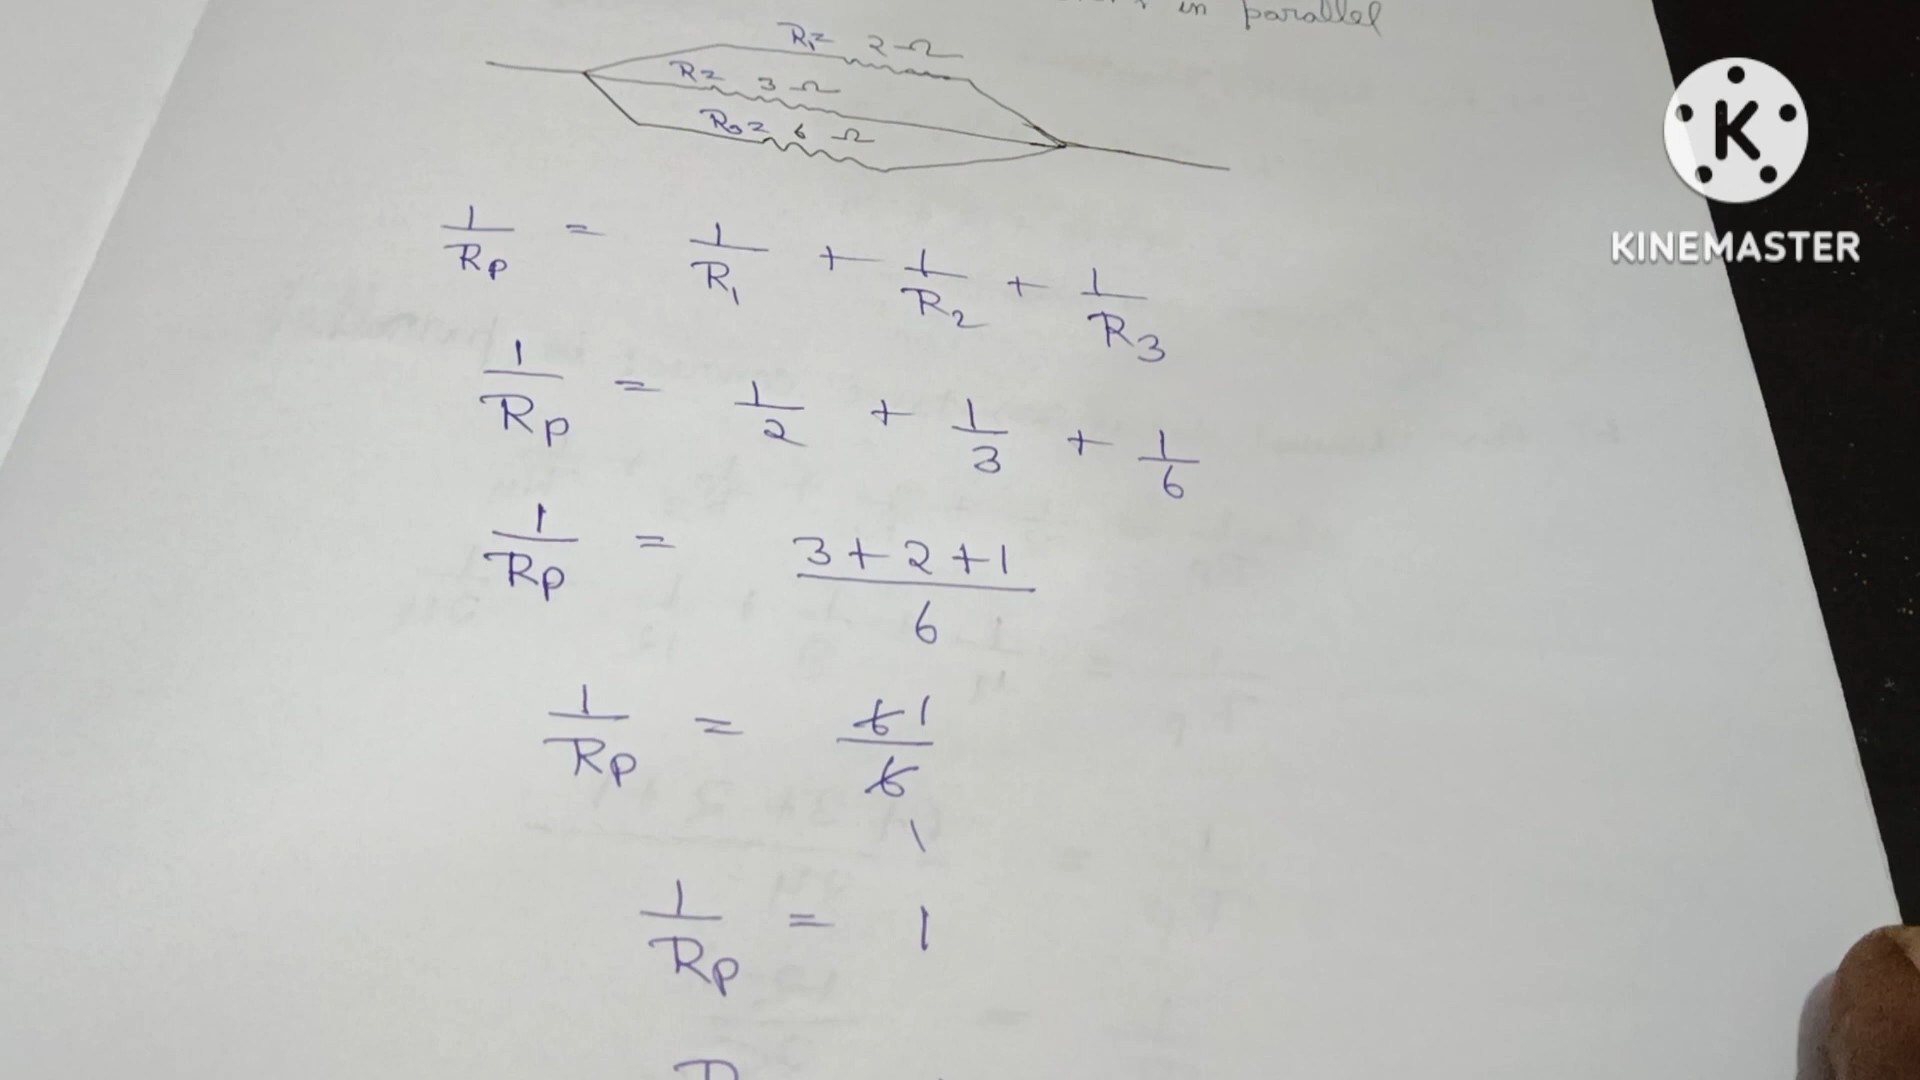 in parallel
R1= 2 Ω
R2 3 Ω
R3= 6 Ω
1/Rp = 1/R1 + 1/R2 + 1/R3
1/Rp = 1/2 + 1/3 + 1/6
1/Rp = 3+2+1/6
1/Rp = 6 1/6 1
1/Rp = 1
K
KINEMASTER